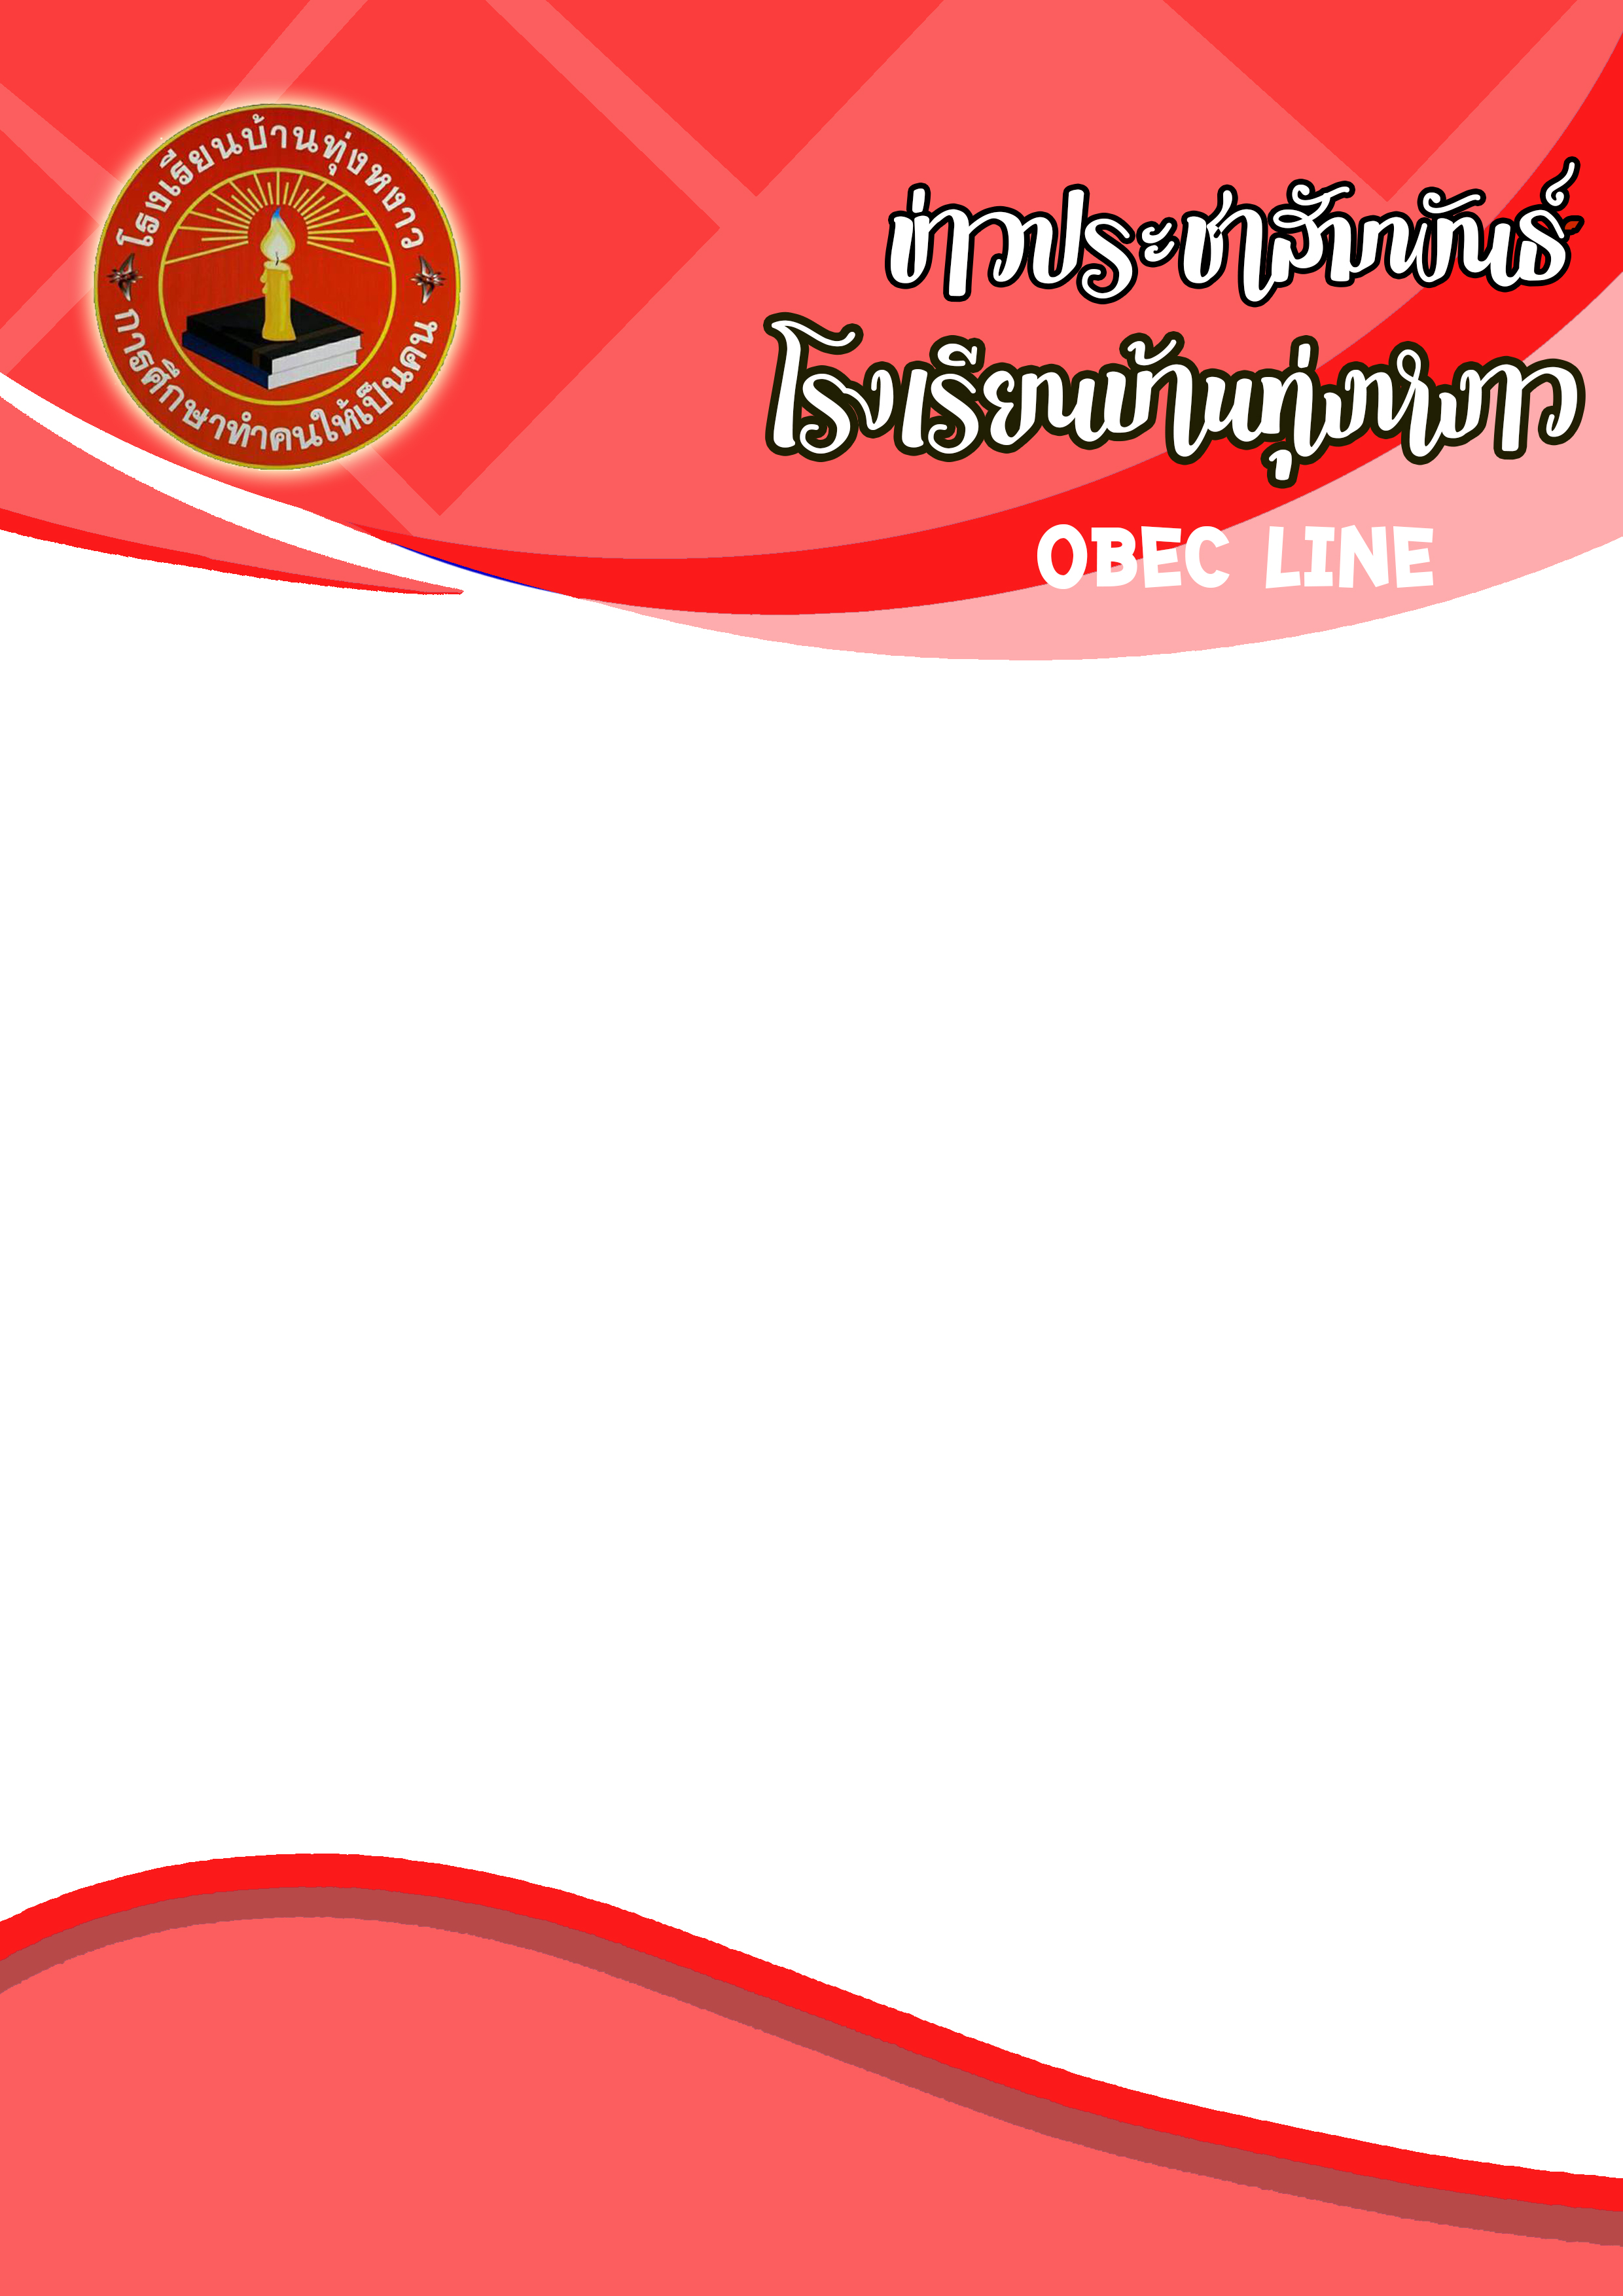 โรงเรียนบ้านทุ่งหงาว
การศึกษาทำคนให้เป็นคน
ข่าวประชาสัมพันธ์
โรงเรียนบ้านทุ่งหงาว
OBEC LINE